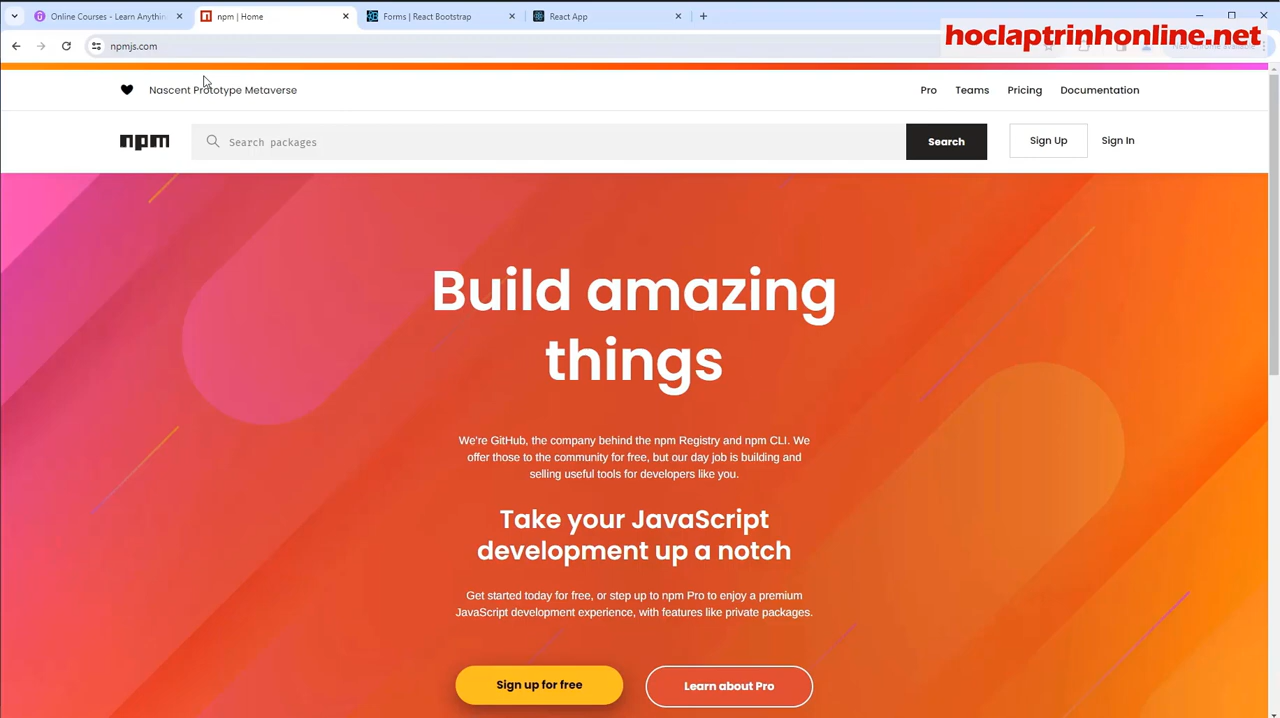 Online Courses - Learn Anythin
npm | Home
Forms | React Bootstrap
React App
npmjs.com
hoclaptrinhonline.net
Nascent Prototype Metaverse
Pro
Teams
Pricing
Documentation
npm
Search packages
Search
Sign Up
Sign In
Build amazing
things
We're GitHub, the company behind the npm Registry and npm CLI. We
offer those to the community for free, but our day job is building and
selling useful tools for developers like you.
Take your JavaScript
development up a notch
Get started today for free, or step up to npm Pro to enjoy a premium
JavaScript development experience, with features like private packages.
Sign up for free
Learn about Pro